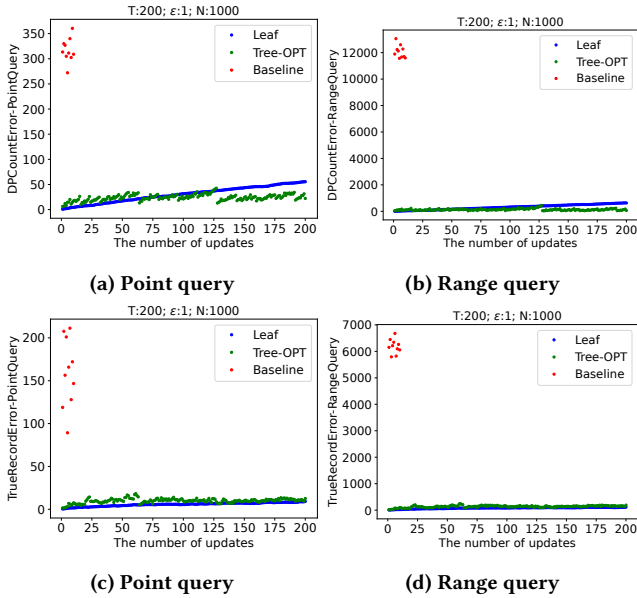 T:200; ε:1; N:1000
DPCountError-PointQuery
350
300
250
200
150
100
50
0
Leaf
Tree-OPT
Baseline
0 25 50 75 100 125 150 175 200
The number of updates
(a) Point query
T:200; ε:1; N:1000
DPCountError-RangeQuery
12000
10000
8000
6000
4000
2000
0
Leaf
Tree-OPT
Baseline
0 25 50 75 100 125 150 175 200
The number of updates
(b) Range query
T:200; ε:1; N:1000
TrueRecordError-PointQuery
200
150
100
50
0
Leaf
Tree-OPT
Baseline
0 25 50 75 100 125 150 175 200
The number of updates
(c) Point query
T:200; ε:1; N:1000
TrueRecordError-RangeQuery
7000
6000
5000
4000
3000
2000
1000
0
Leaf
Tree-OPT
Baseline
0 25 50 75 100 125 150 175 200
The number of updates
(d) Range query